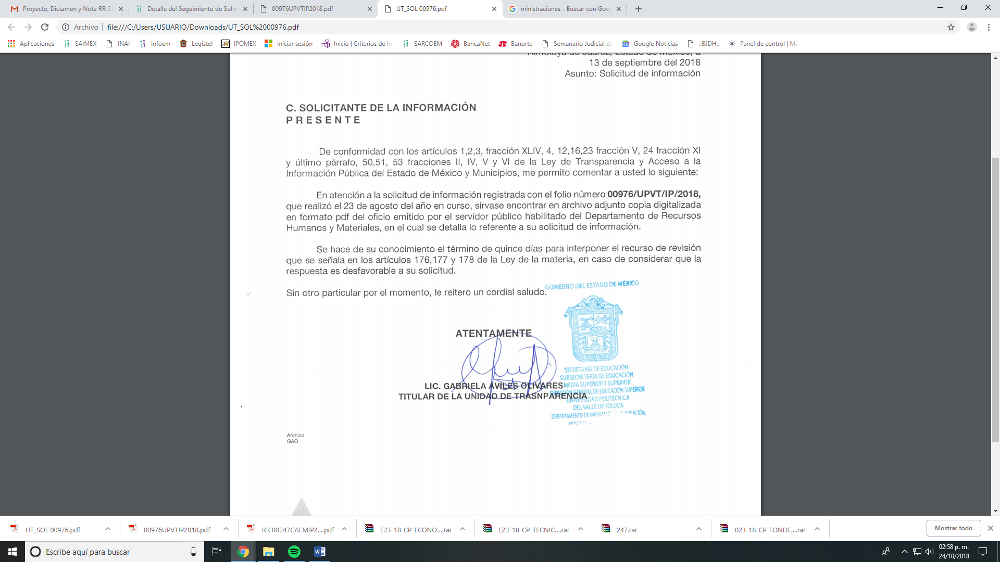 Proyecto, Dictamen y Nota RR 31
Detalle del Seguimiento de Solici
00976UPVTIP2018.pdf
UT_SOL 00976.pdf
ministraciones - Buscar con Goog
Archivo
file:///C:/Users/USUARIO/Downloads/UT_SOL%2000976.pdf
Aplicaciones
SAIMEX
INAI
Infoem
Legistel
IPOMEX
Iniciar sesión
Inicio | Criterios de In
SARCOEM
BancaNet
Banorte
Semanario Judicial de
Google Noticias
.:BJDH:.
Panel de control | Mé
Almoloya de Juárez, Estado de México, a
13 de septiembre del 2018
Asunto: Solicitud de información
C. SOLICITANTE DE LA INFORMACIÓN
P R E S E N T E
De conformidad con los artículos 1,2,3, fracción XLIV, 4, 12,16,23 fracción V, 24 fracción XI
y último párrafo, 50,51, 53 fracciones II, IV, V y VI de la Ley de Transparencia y Acceso a la
Información Pública del Estado de México y Municipios, me permito comentar a usted lo siguiente:
En atención a la solicitud de información registrada con el folio número 00976/UPVT/IP/2018,
que realizó el 23 de agosto del año en curso, sírvase encontrar en archivo adjunto copia digitalizada
en formato pdf del oficio emitido por el servidor público habilitado del Departamento de Recursos
Humanos y Materiales, en el cual se detalla lo referente a su solicitud de información.
Se hace de su conocimiento el término de quince días para interponer el recurso de revisión
que se señala en los artículos 176,177 y 178 de la Ley de la materia, en caso de considerar que la
respuesta es desfavorable a su solicitud.
Sin otro particular por el momento, le reitero un cordial saludo.
GOBIERNO DEL ESTADO DE MÉXICO
ATENTAMENTE
SECRETARÍA DE EDUCACIÓN
SUBSECRETARÍA DE EDUCACIÓN
MEDIA SUPERIOR Y SUPERIOR
DIRECCIÓN GENERAL DE EDUCACIÓN SUPERIOR
UNIVERSIDAD POLITÉCNICA
DEL VALLE DE TOLUCA
DEPARTAMENTO DE INFORMACIÓN, PLANEACIÓN,
LIC. GABRIELA AVILES OLIVARES
TITULAR DE LA UNIDAD DE TRASNPARENCIA
Archivo
GAO
UT_SOL 00976.pdf
00976UPVTIP2018.pdf
RR 00247CAEMIP2....pdf
E23-18-CP-ECONO....rar
E23-18-CP-TECNIC....rar
247.rar
023-18-CP-FONDE....rar
Mostrar todo
Escribe aquí para buscar
02:58 p. m.
24/10/2018